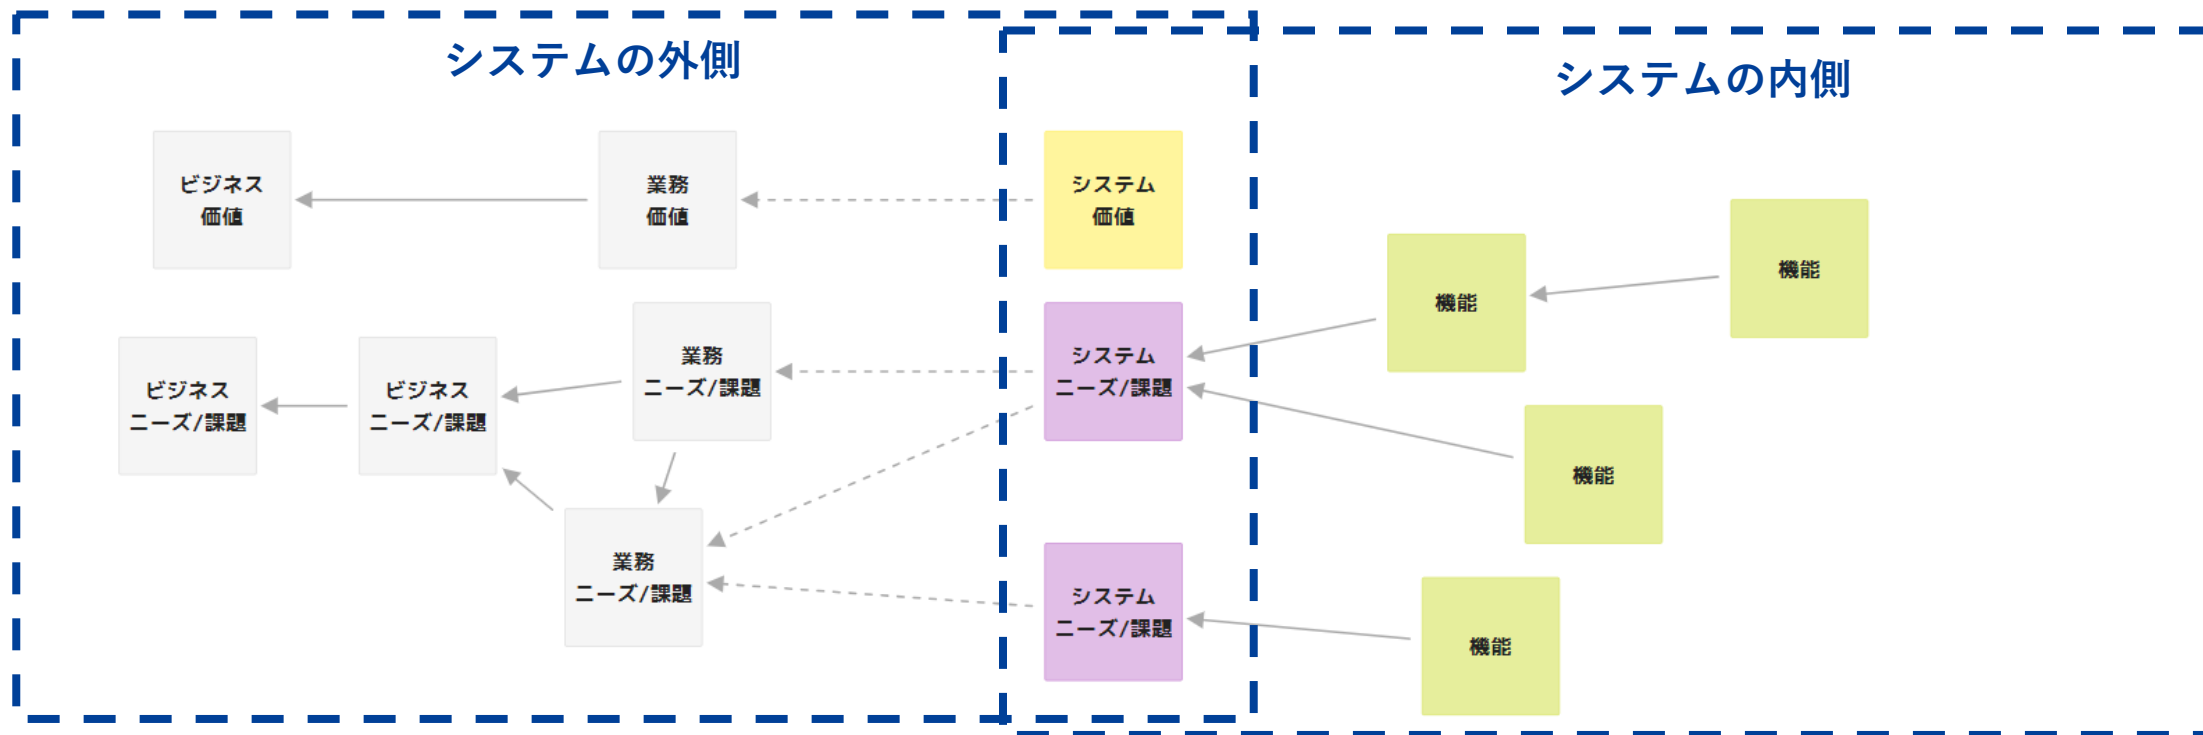 システムの外側
システムの内側
ビジネス
価値
業務
価値
システム
価値
機能
機能
ビジネス
ニーズ/課題
ビジネス
ニーズ/課題
業務
ニーズ/課題
システム
ニーズ/課題
機能
業務
ニーズ/課題
システム
ニーズ/課題
機能